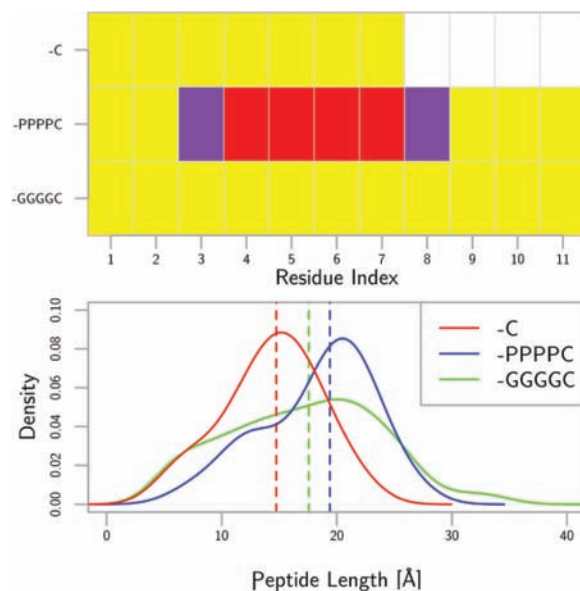 -C
-PPPPC
-GGGGC
1 2 3 4 5 6 7 8 9 10 11
Residue Index
0.10
0.08
0.06
0.04
0.02
0.00
Density
-C
-PPPPC
-GGGGC
0 10 20 30 40
Peptide Length [Å]